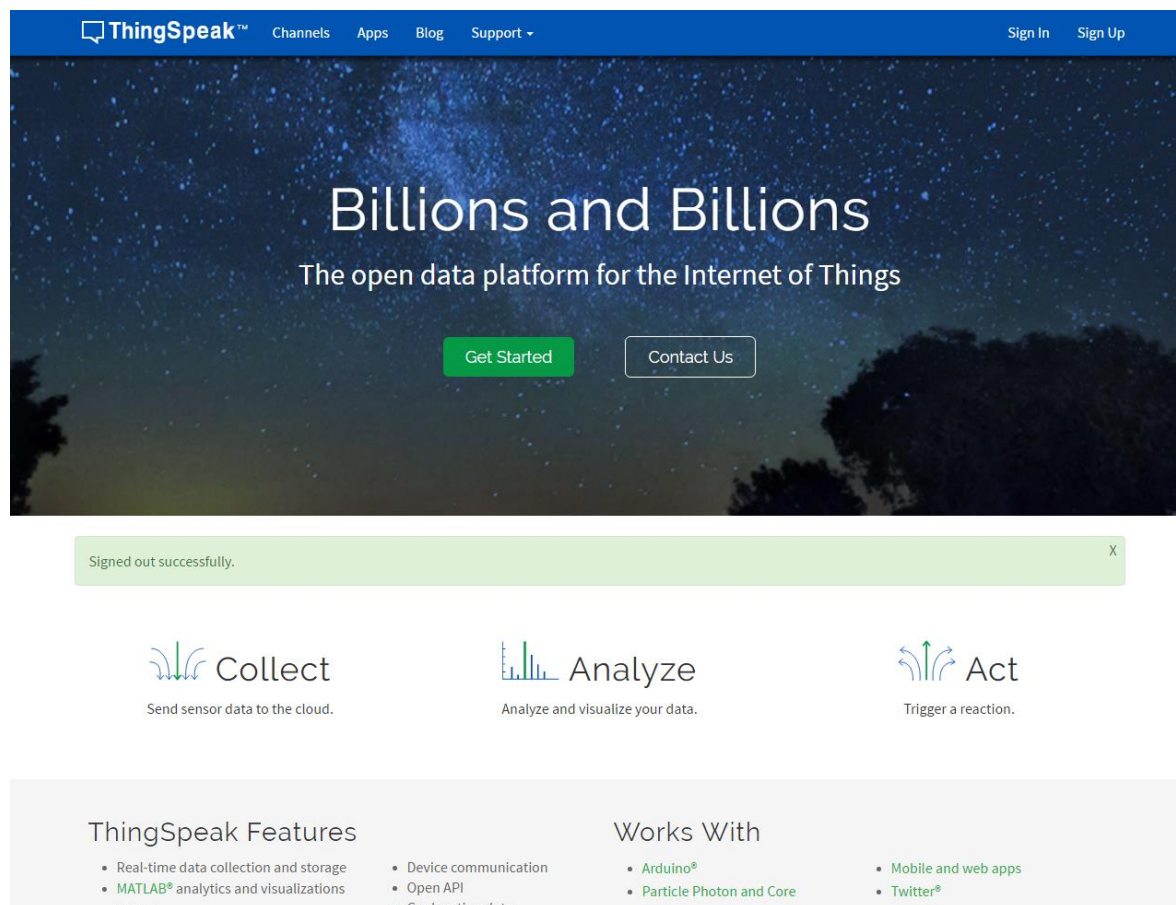 ThingSpeak™ Channels Apps Blog Support Sign In Sign Up
Billions and Billions
The open data platform for the Internet of Things
Get Started Contact Us
Signed out successfully. X
Collect Analyze Act
Send sensor data to the cloud. Analyze and visualize your data. Trigger a reaction.
ThingSpeak Features
• Real-time data collection and storage
• MATLAB® analytics and visualizations
• Device communication
• Open API
Works With
• Arduino®
• Particle Photon and Core
• Mobile and web apps
• Twitter®